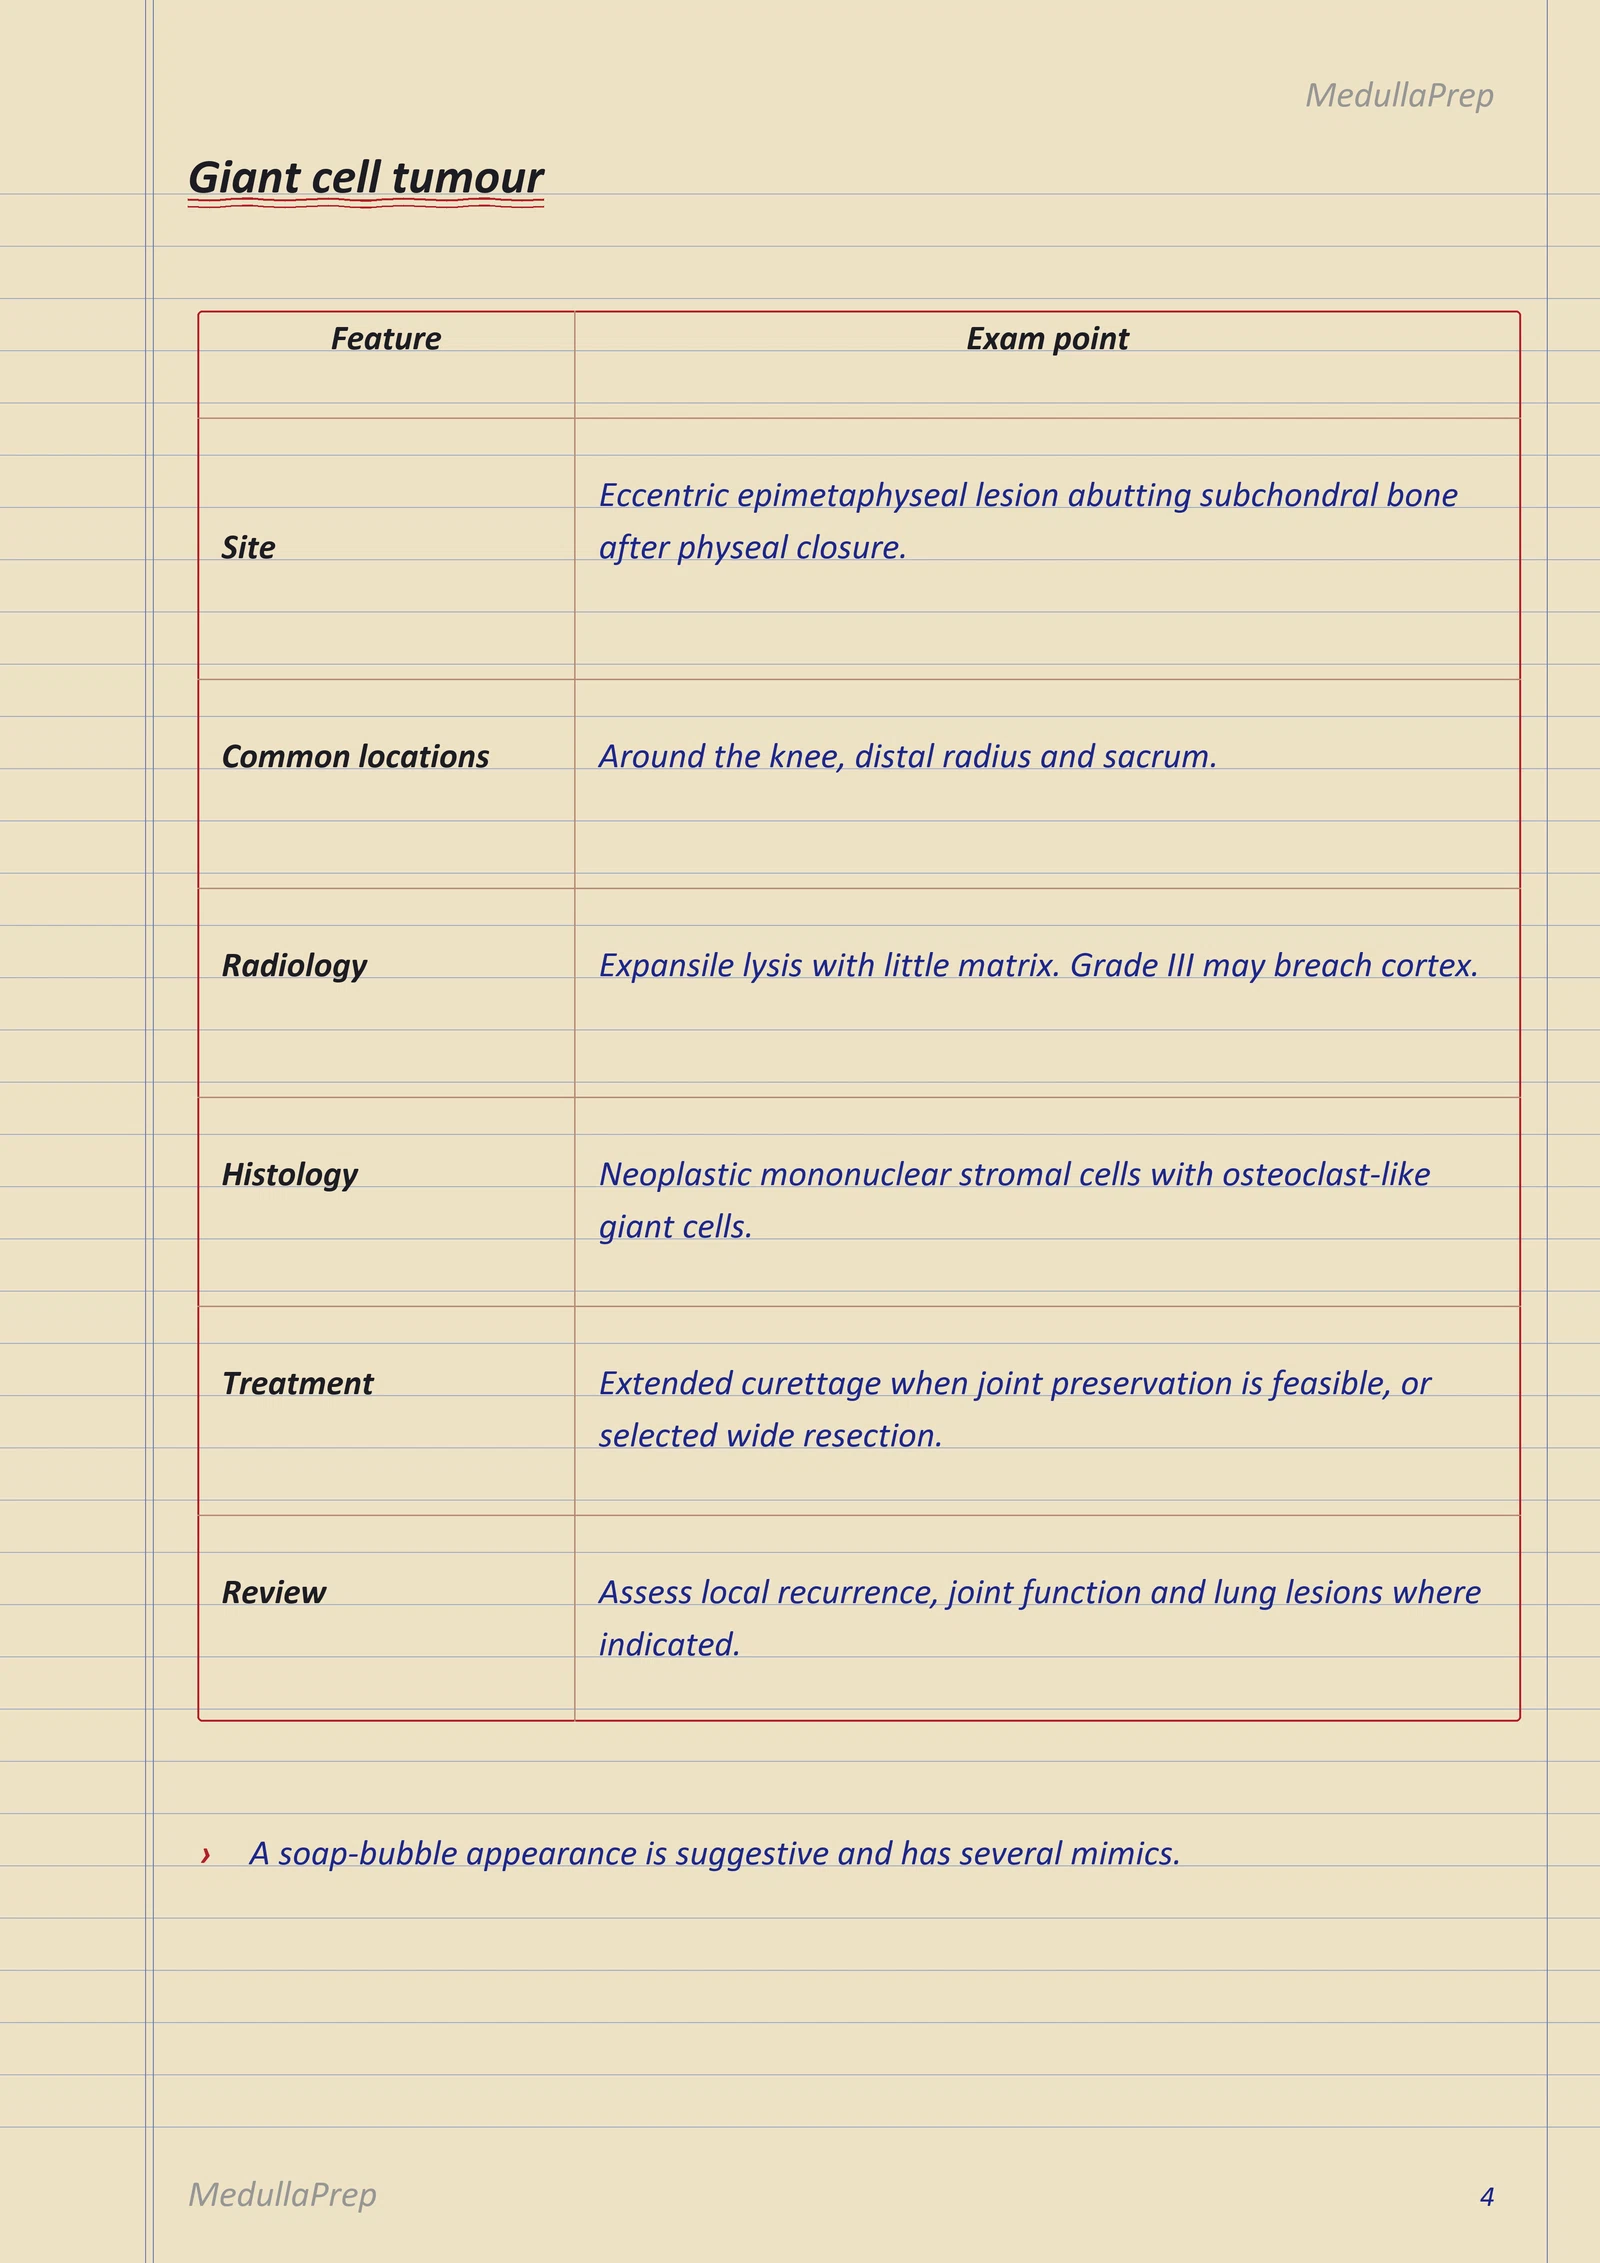 MedullaPrep
Giant cell tumour
Feature Exam point
Eccentric epimetaphyseal lesion abutting subchondral bone
Site after physeal closure.
Common locations Around the knee, distal radius and sacrum.
Radiology Expansile lysis with little matrix. Grade III may breach cortex.
Histology Neoplastic mononuclear stromal cells with osteoclast-like
giant cells.
Treatment Extended curettage when joint preservation is feasible, or
selected wide resection.
Review Assess local recurrence, joint function and lung lesions where
indicated.
› A soap-bubble appearance is suggestive and has several mimics.
MedullaPrep 4